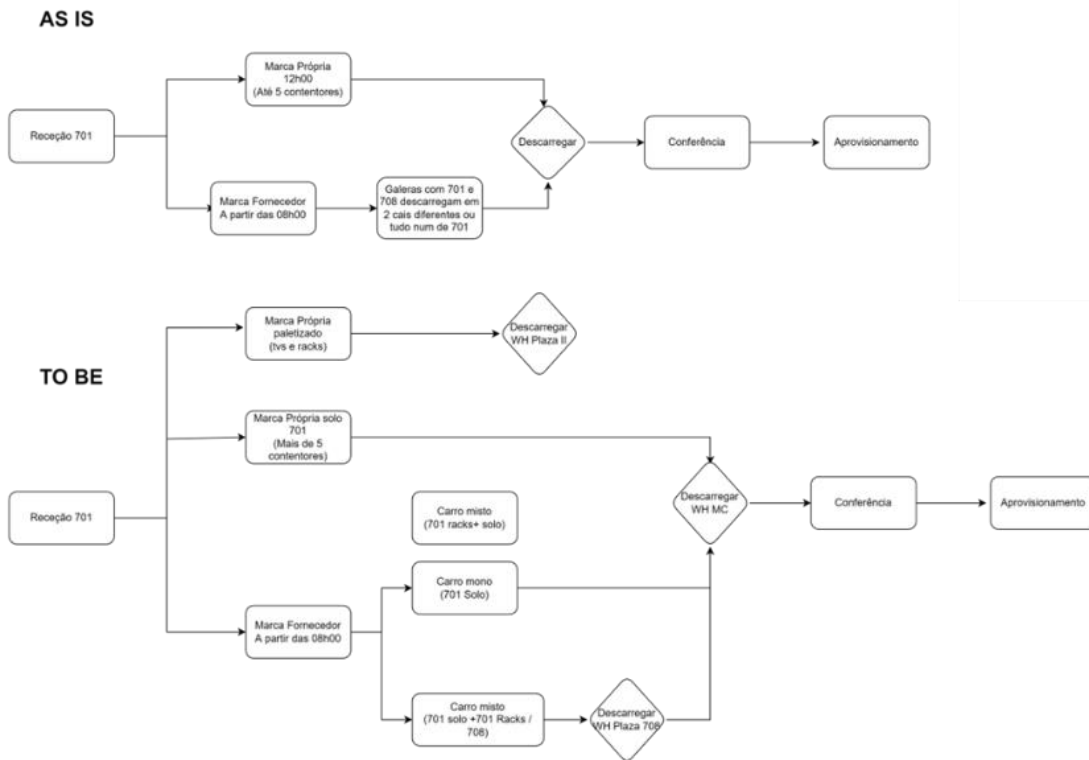 AS IS
Receção 701
Marca Própria
12h00
(Até 5 contentores)
Marca Fornecedor
A partir das 08h00
Galeras com 701 e
708 descarregam em
2 cais diferentes ou
tudo num de 701
Descarregar
Conferência
Aprovisionamento
TO BE
Receção 701
Marca Própria
paletizado
(tvs e racks)
Descarregar
WH Plaza II
Marca Própria solo
701
(Mais de 5
contentores)
Marca Fornecedor
A partir das 08h00
Carro misto
(701 racks+ solo)
Carro mono
(701 Solo)
Carro misto
(701 solo +701 Racks /
708)
Descarregar
WH Plaza 708
Descarregar
WH MC
Conferência
Aprovisionamento